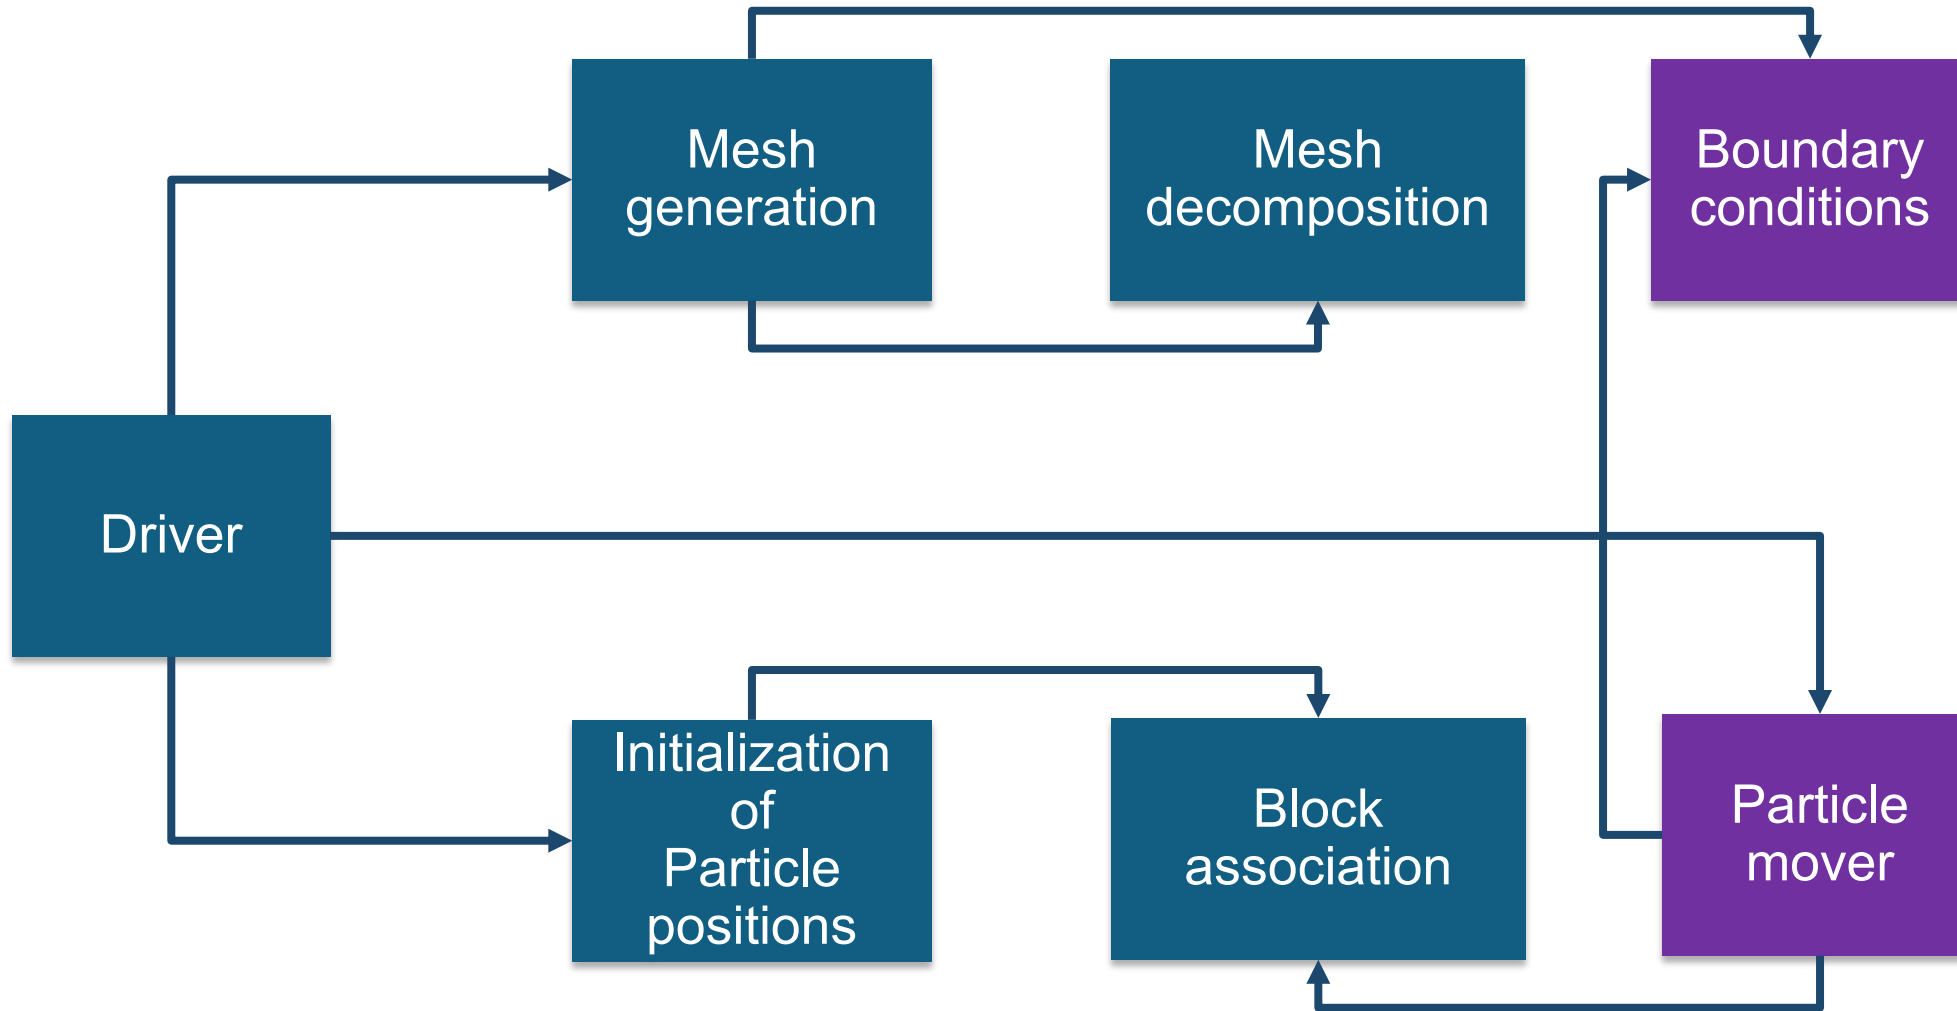 Mesh
generation
Mesh
decomposition
Boundary
conditions
Driver
Initialization
of
Particle
positions
Block
association
Particle
mover